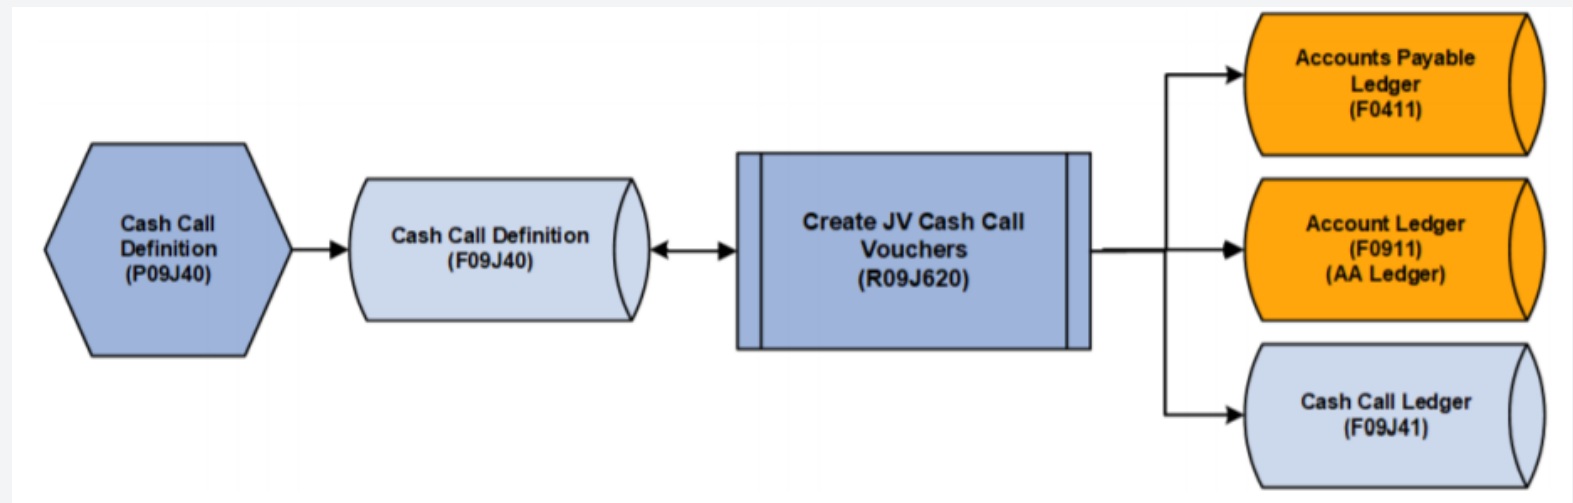 Cash Call
Definition
(P09J40)
Cash Call Definition
(F09J40)
Create JV Cash Call
Vouchers
(R09J620)
Accounts Payable
Ledger
(F0411)
Account Ledger
(F0911)
(AA Ledger)
Cash Call Ledger
(F09J41)